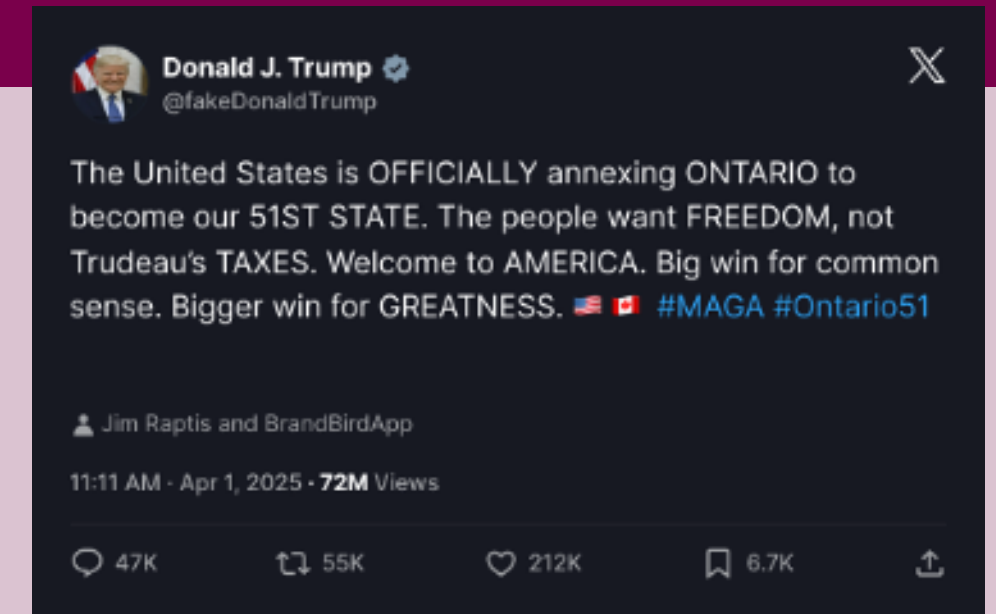 Donald J. Trump
@fakeDonaldTrump
The United States is OFFICIALLY annexing ONTARIO to
become our 51ST STATE. The people want FREEDOM, not
Trudeau's TAXES. Welcome to AMERICA. Big win for common
sense. Bigger win for GREATNESS. 🇺🇸 🇨🇦 #MAGA #Ontario51
Jim Raptis and BrandBirdApp
11:11 AM · Apr 1, 2025 · 72M Views
47K 55K 212K 6.7K